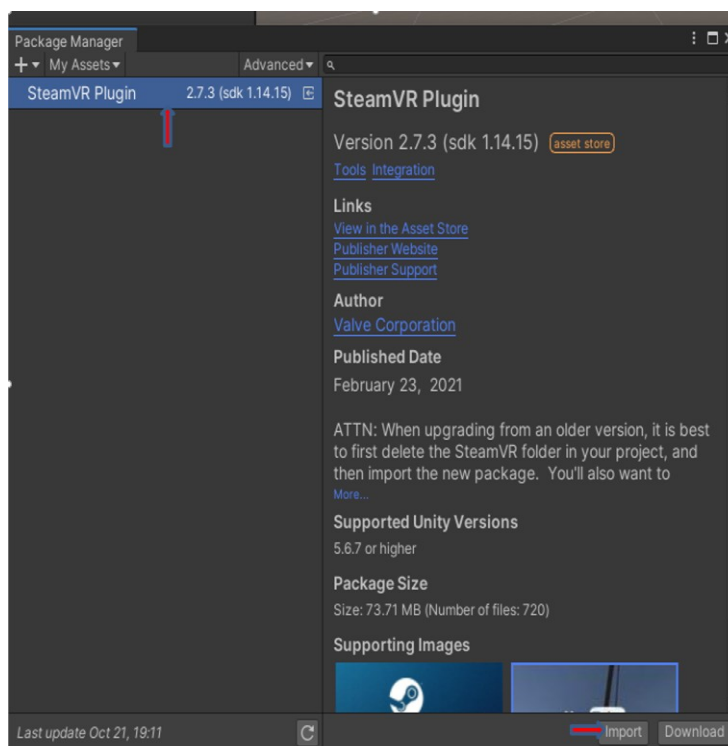 Package Manager
+ My Assets Advanced
SteamVR Plugin 2.7.3 (sdk 1.14.15)
SteamVR Plugin
Version 2.7.3 (sdk 1.14.15) asset store
Tools Integration
Links
View in the Asset Store
Publisher Website
Publisher Support
Author
Valve Corporation
Published Date
February 23, 2021
ATTN: When upgrading from an older version, it is best
to first delete the SteamVR folder in your project, and
then import the new package. You'll also want to
More...
Supported Unity Versions
5.6.7 or higher
Package Size
Size: 73.71 MB (Number of files: 720)
Supporting Images
Last update Oct 21, 19:11
Import Download